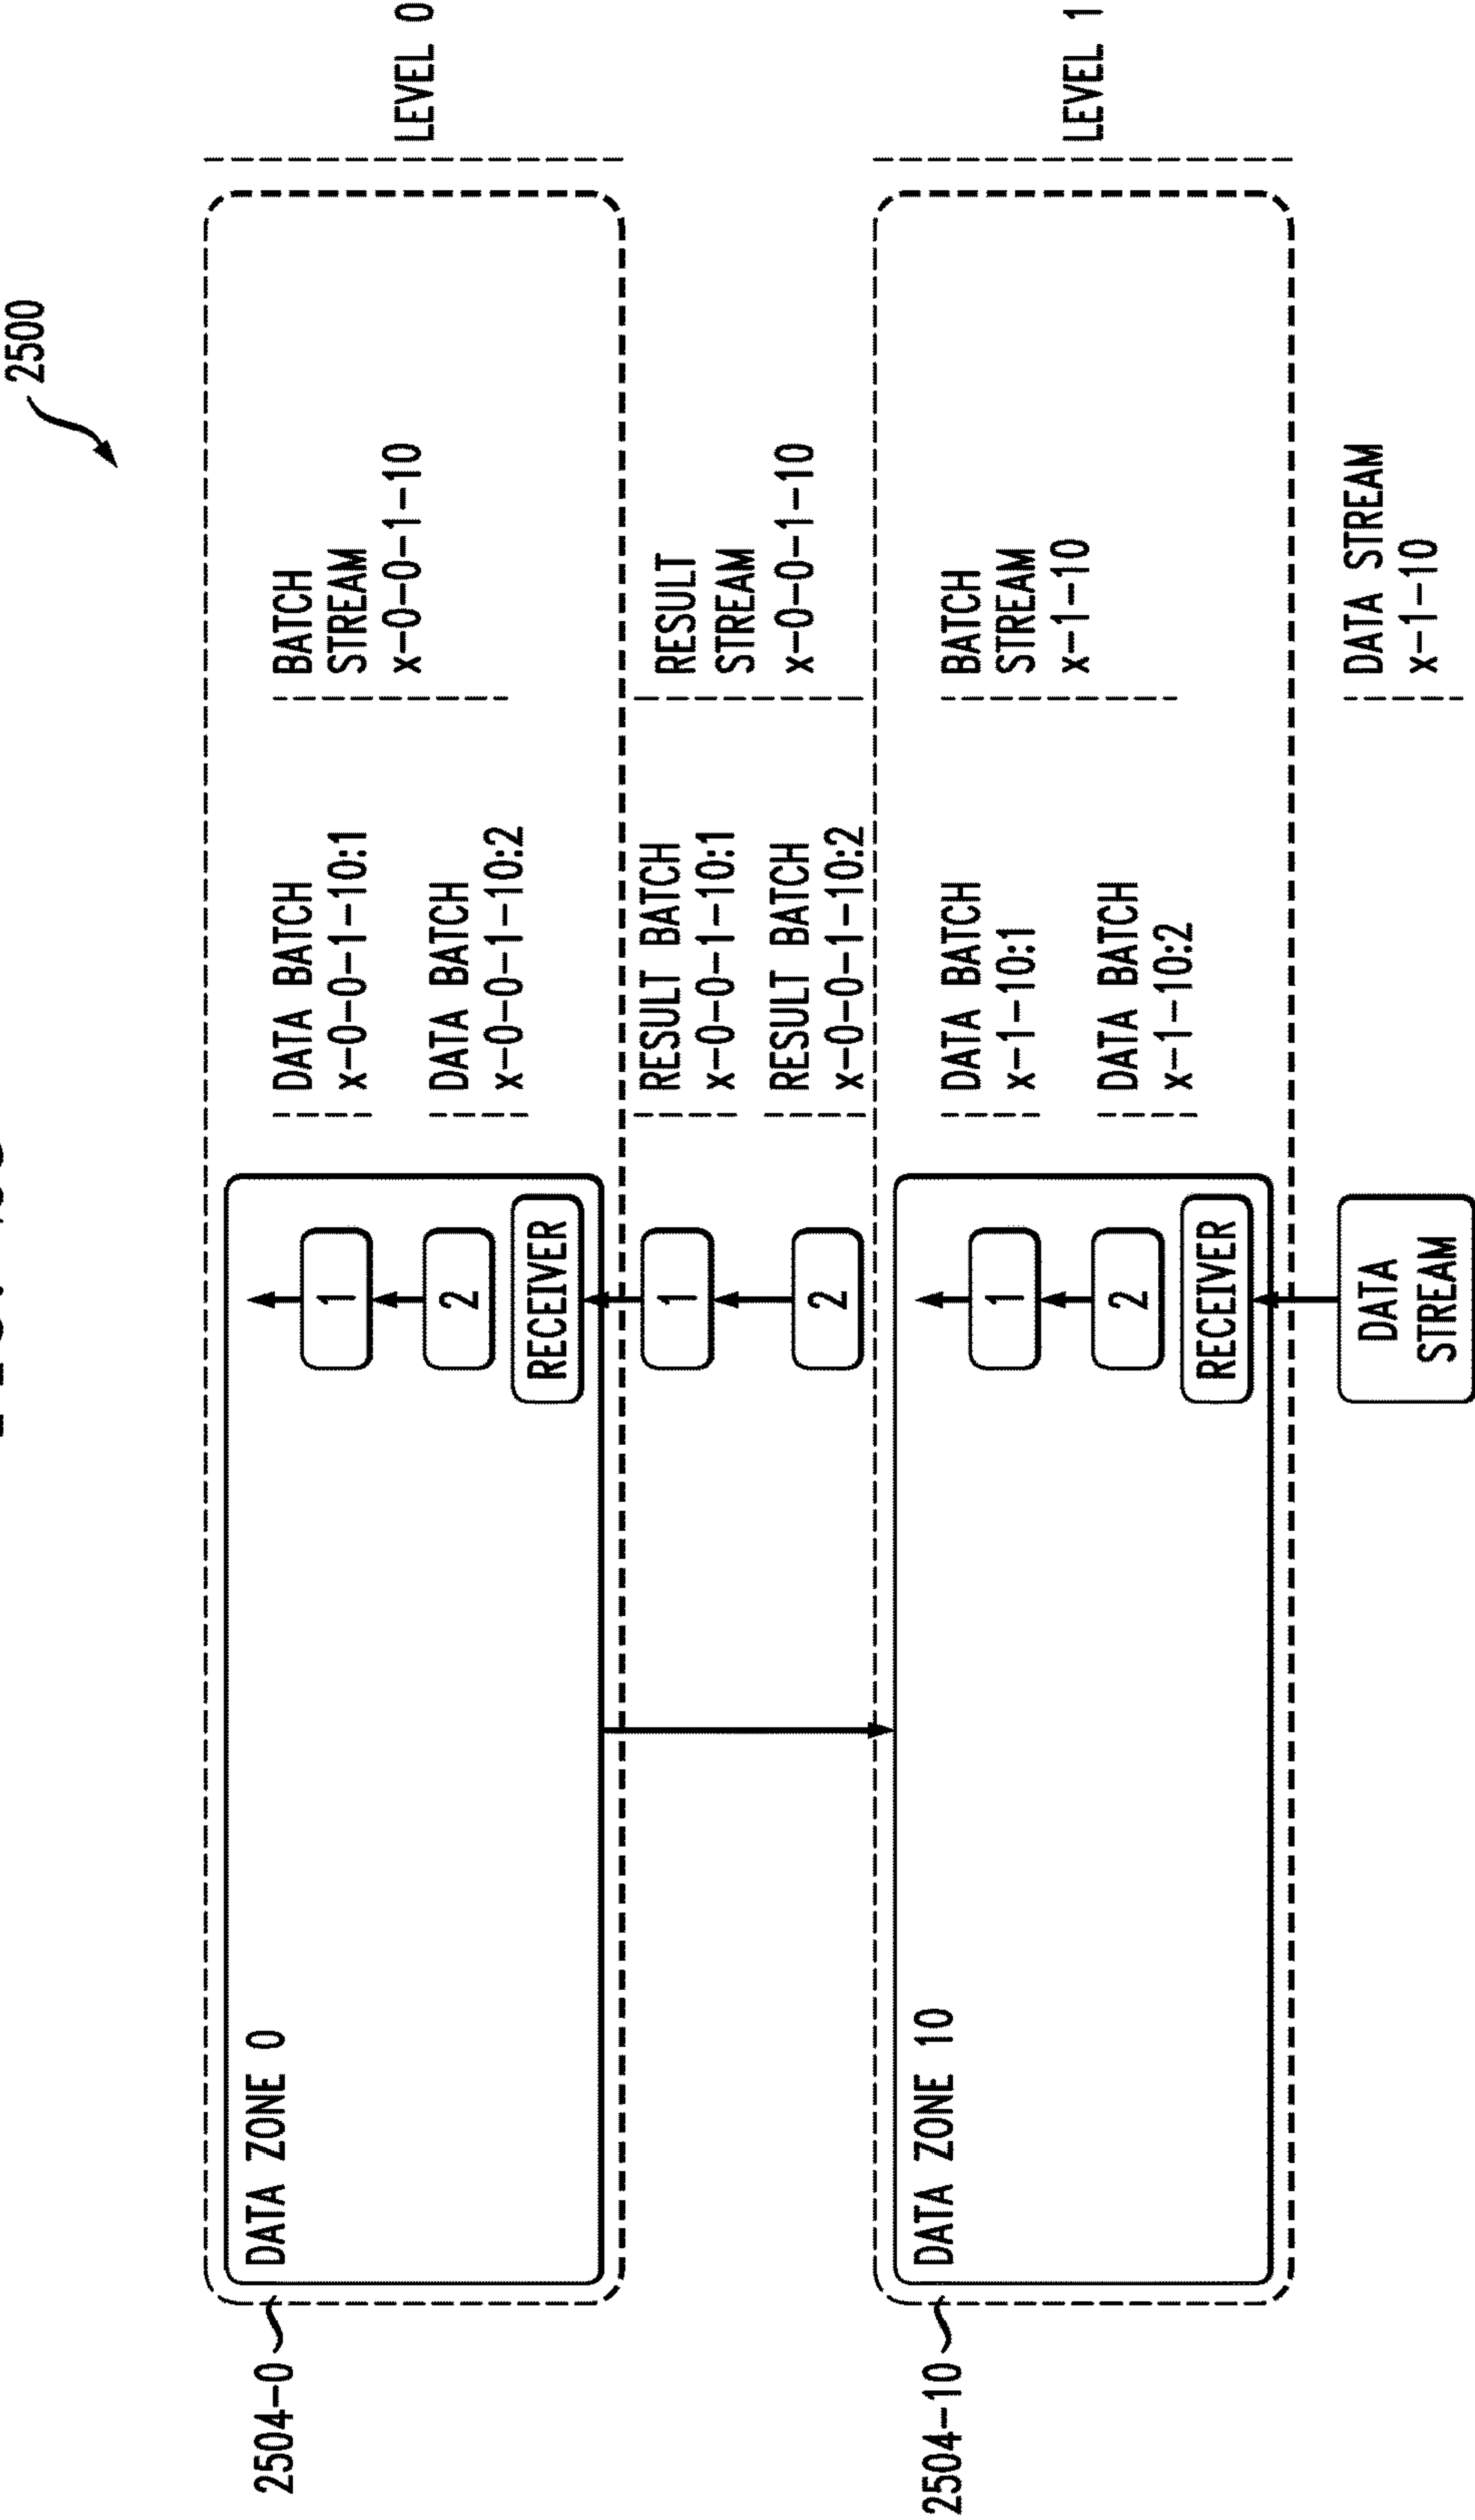 2500
2504-0
DATA ZONE 0
1
2
RECEIVER
DATA BATCH
x-0-0-1-10:1
DATA BATCH
x-0-0-1-10:2
BATCH
STREAM
x-0-0-1-10
LEVEL 0
1
2
RESULT BATCH
x-0-0-1-10:1
RESULT BATCH
x-0-0-1-10:2
RESULT
STREAM
x-0-0-1-10
2504-10
DATA ZONE 10
1
2
RECEIVER
DATA BATCH
x-1-10:1
DATA BATCH
x-1-10:2
BATCH
STREAM
x-1-10
LEVEL 1
DATA
STREAM
DATA STREAM
x-1-10